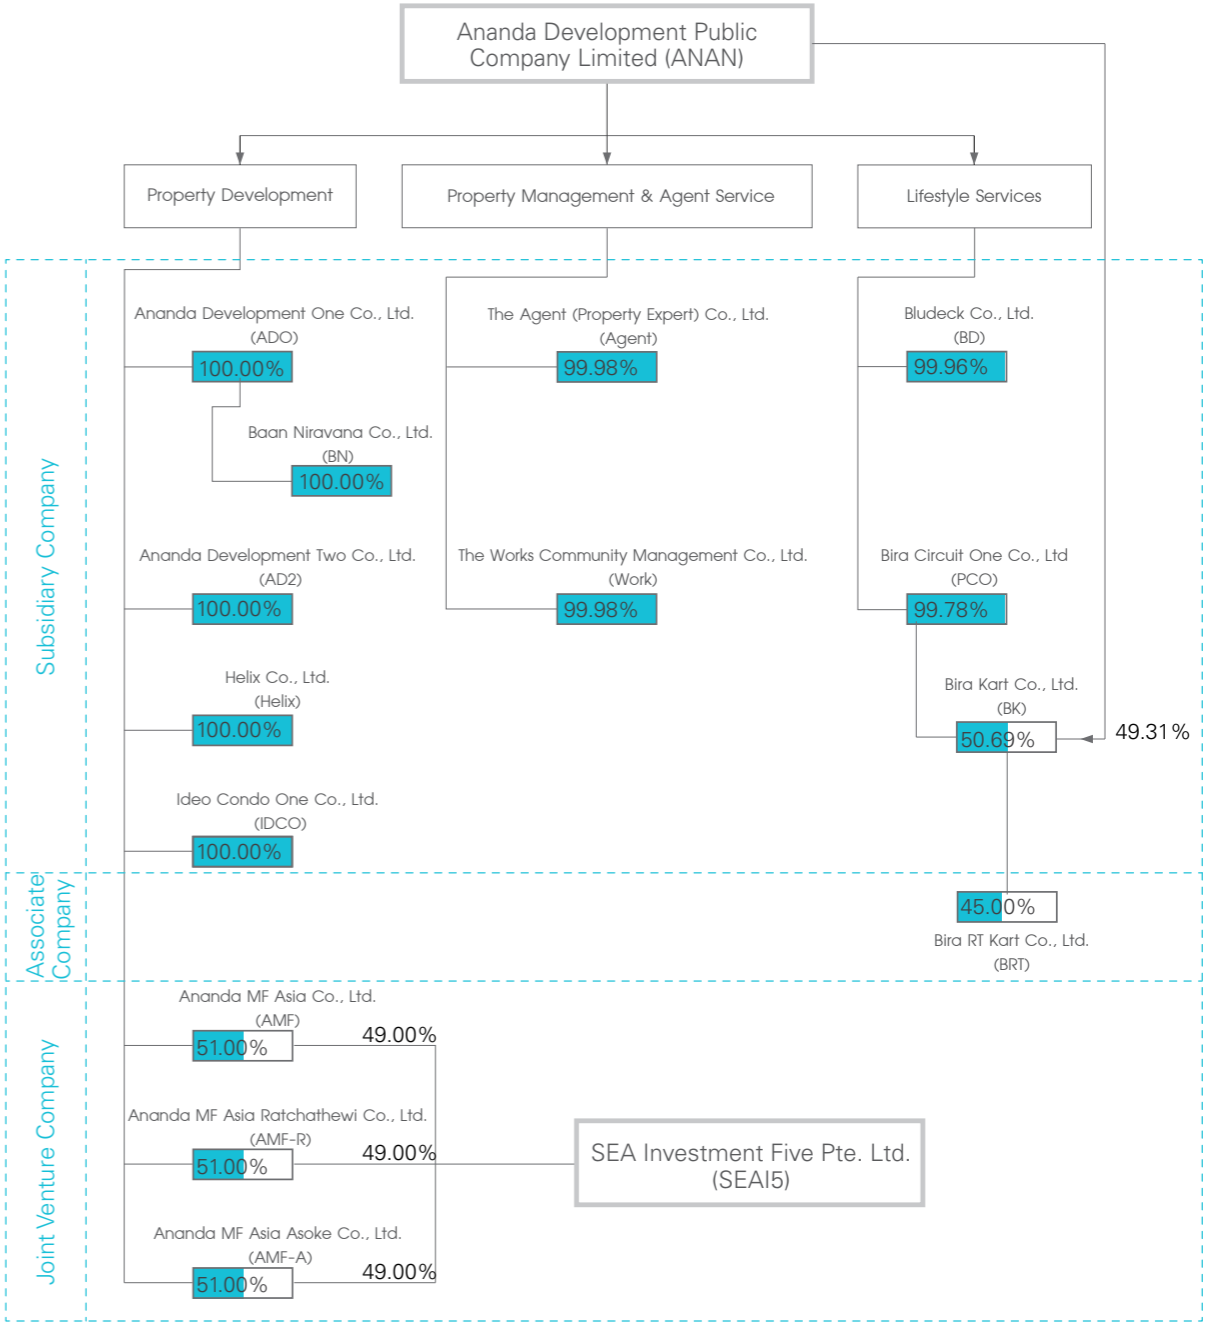 Ananda Development Public
Company Limited (ANAN)
Property Development
Property Management & Agent Service
Lifestyle Services
Subsidiary Company
Ananda Development One Co., Ltd.
(ADO)
100.00%
Baan Niravana Co., Ltd.
(BN)
100.00%
Ananda Development Two Co., Ltd.
(AD2)
100.00%
Helix Co., Ltd.
(Helix)
100.00%
Ideo Condo One Co., Ltd.
(IDCO)
100.00%
The Agent (Property Expert) Co., Ltd.
(Agent)
99.98%
The Works Community Management Co., Ltd.
(Work)
99.98%
Bludeck Co., Ltd.
(BD)
99.96%
Bira Circuit One Co., Ltd
(PCO)
99.78%
Bira Kart Co., Ltd.
(BK)
50.69%
49.31%
Associate
Company
45.00%
Bira RT Kart Co., Ltd.
(BRT)
Joint Venture Company
Ananda MF Asia Co., Ltd.
(AMF)
51.00%
49.00%
Ananda MF Asia Ratchathewi Co., Ltd.
(AMF-R)
51.00%
49.00%
Ananda MF Asia Asoke Co., Ltd.
(AMF-A)
51.00%
49.00%
SEA Investment Five Pte. Ltd.
(SEAI5)